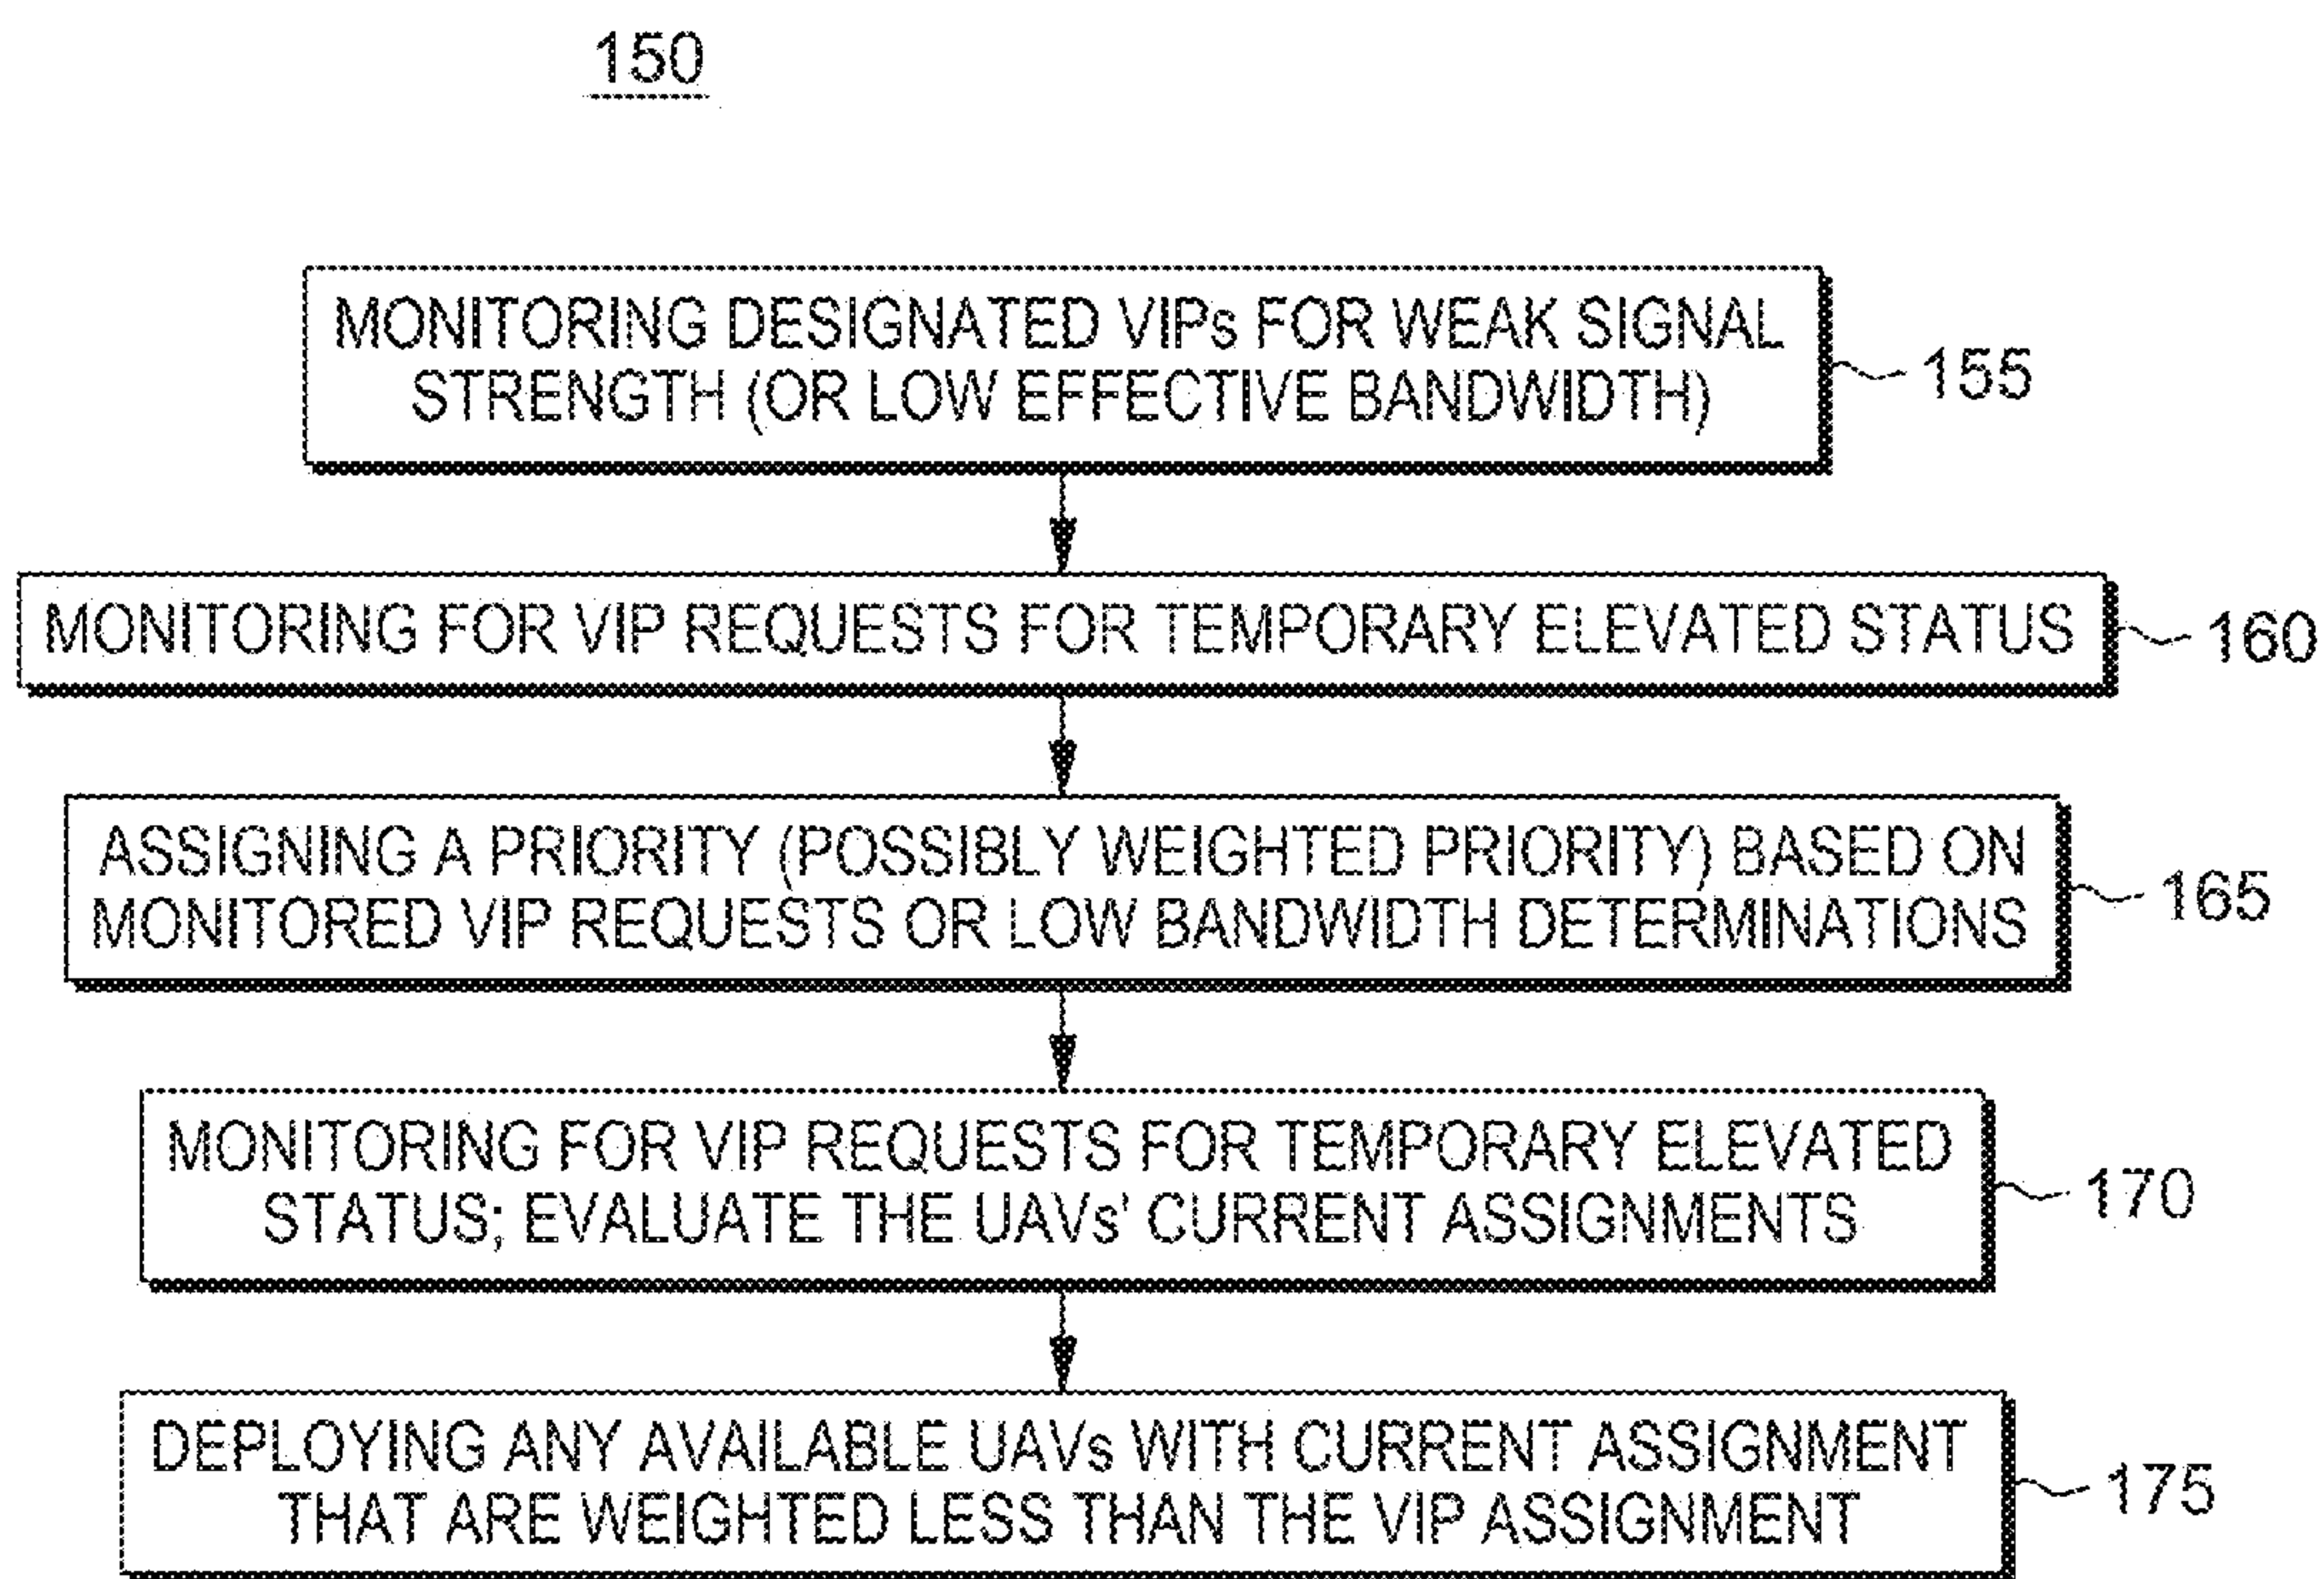 150
MONITORING DESIGNATED VIPs FOR WEAK SIGNAL
STRENGTH (OR LOW EFFECTIVE BANDWIDTH)
155
MONITORING FOR VIP REQUESTS FOR TEMPORARY ELEVATED STATUS
160
ASSIGNING A PRIORITY (POSSIBLY WEIGHTED PRIORITY) BASED ON
MONITORED VIP REQUESTS OR LOW BANDWIDTH DETERMINATIONS
165
MONITORING FOR VIP REQUESTS FOR TEMPORARY ELEVATED
STATUS; EVALUATE THE UAVs' CURRENT ASSIGNMENTS
170
DEPLOYING ANY AVAILABLE UAVs WITH CURRENT ASSIGNMENT
THAT ARE WEIGHTED LESS THAN THE VIP ASSIGNMENT
175